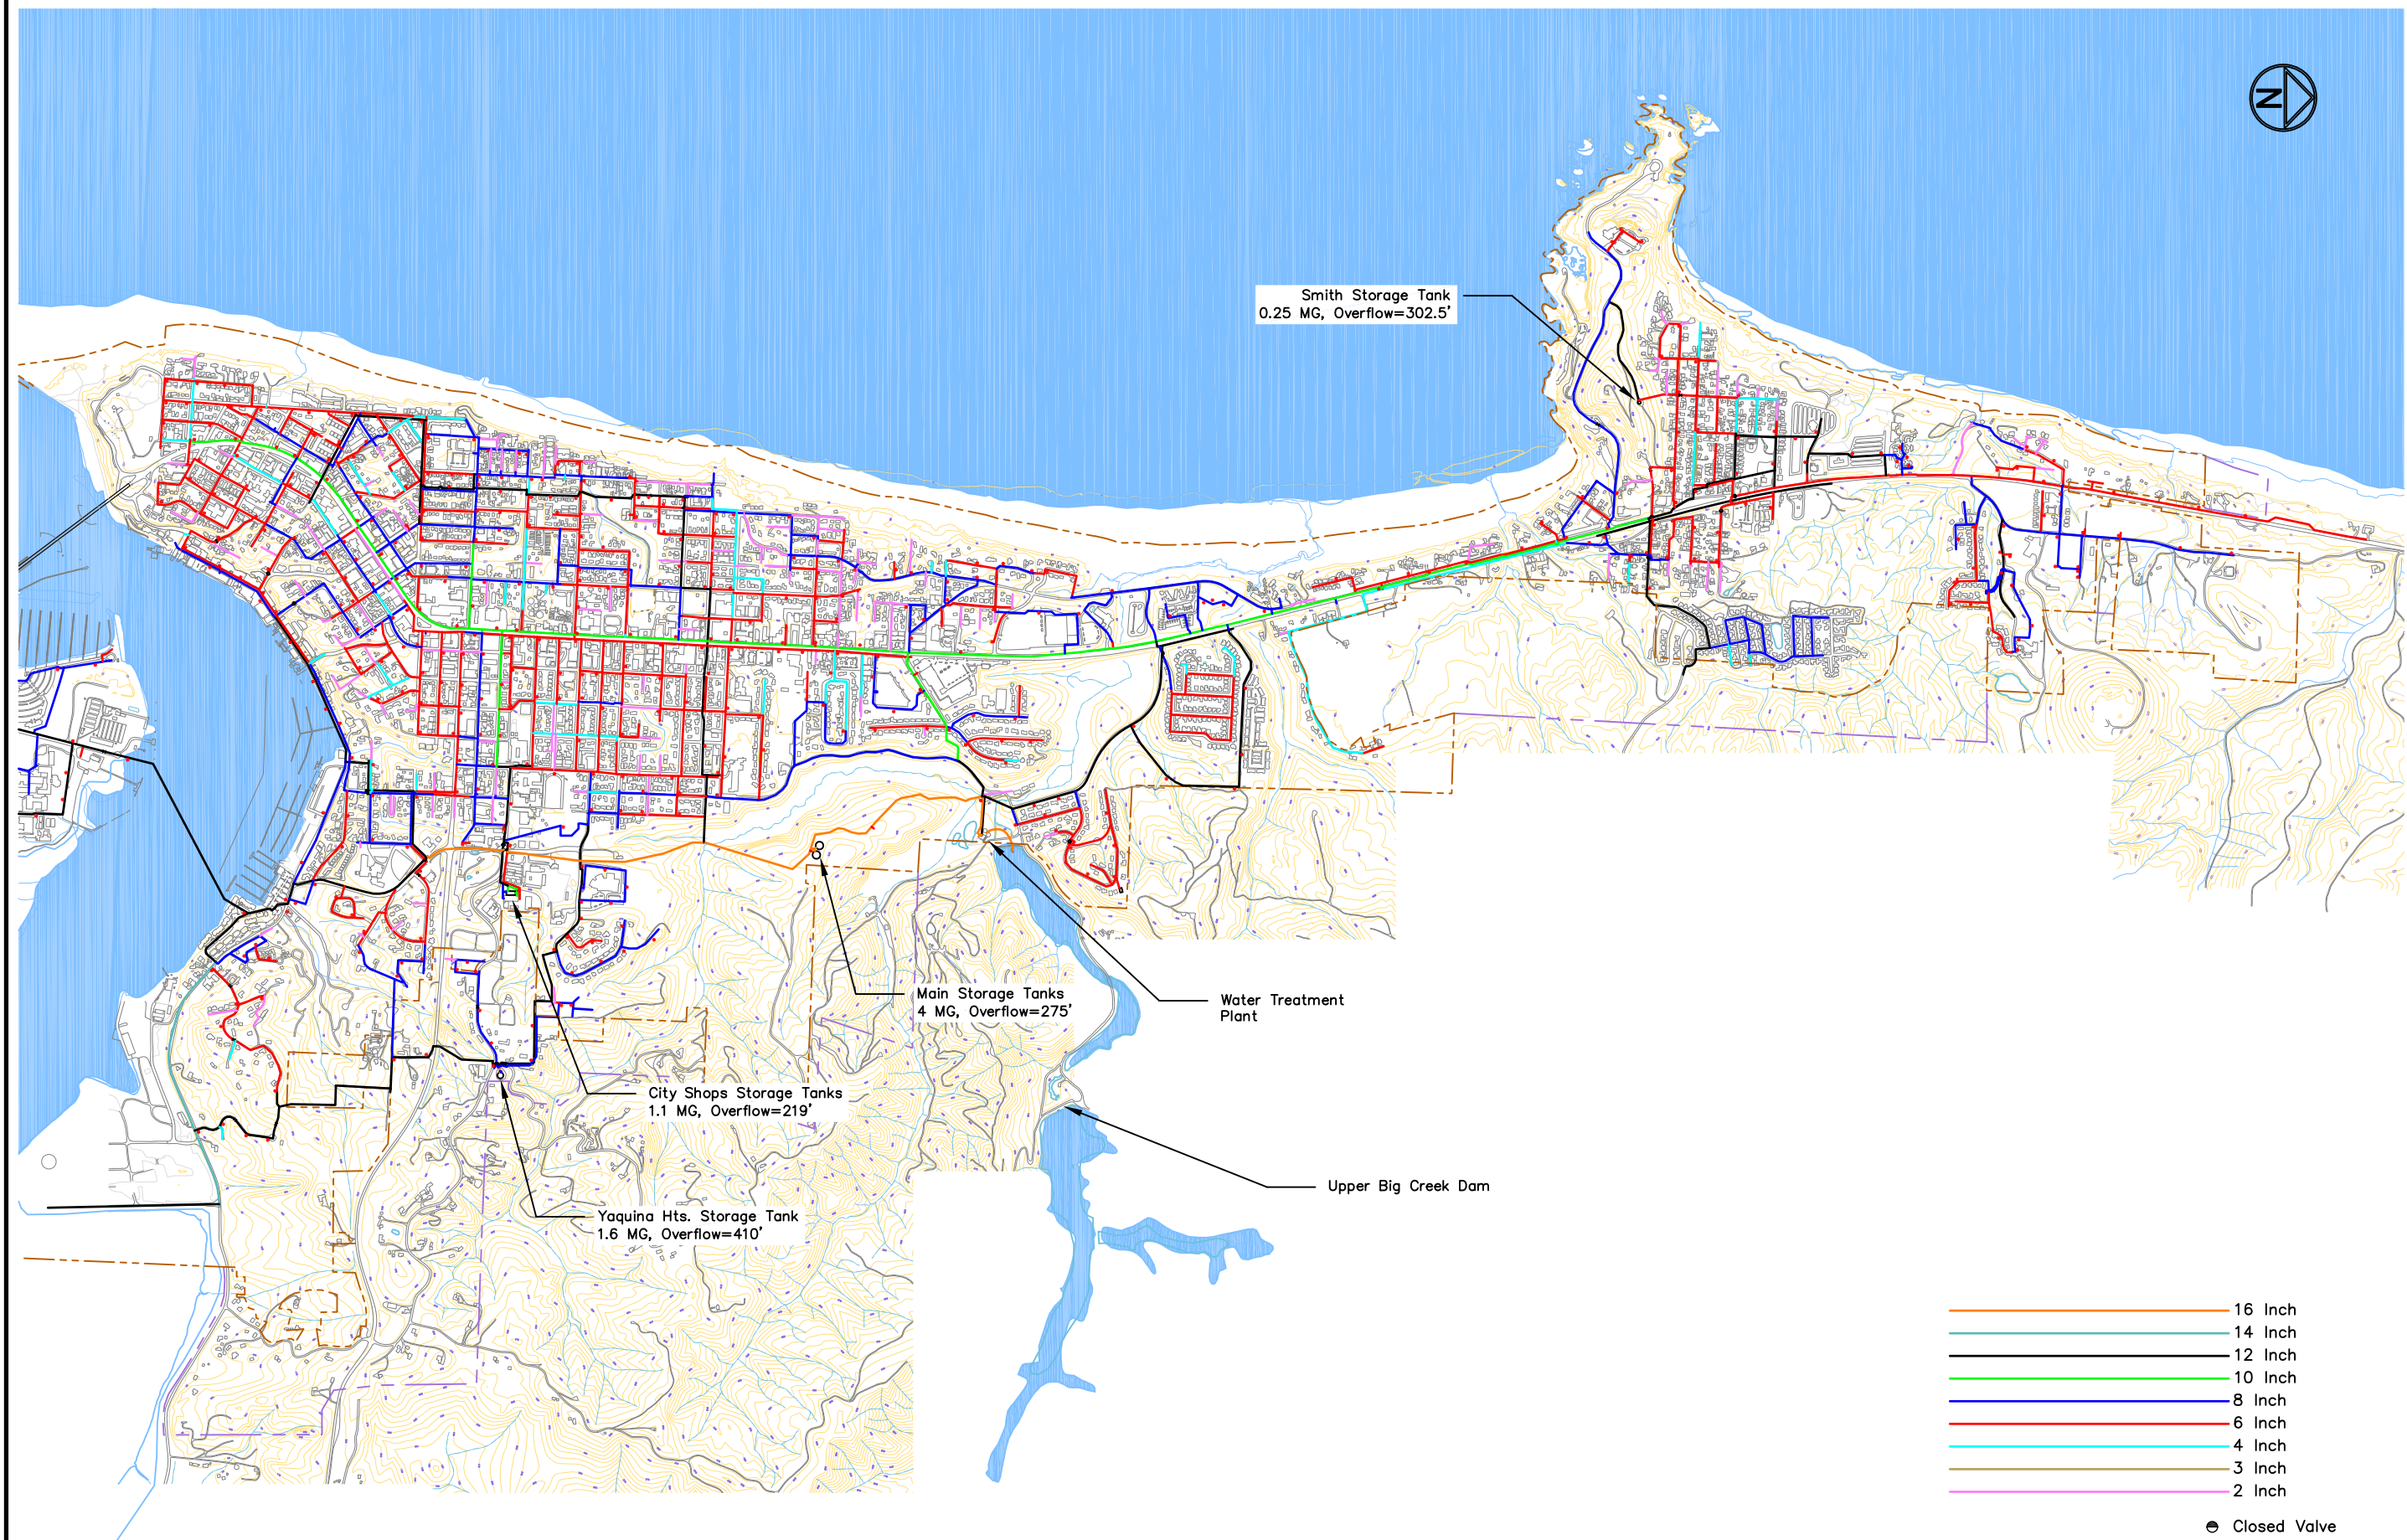 N
Smith Storage Tank
0.25 MG, Overflow=302.5'
Main Storage Tanks
4 MG, Overflow=275'
Water Treatment
Plant
City Shops Storage Tanks
1.1 MG, Overflow=219'
Upper Big Creek Dam
Yaquina Hts. Storage Tank
1.6 MG, Overflow=410'
16 Inch
14 Inch
12 Inch
10 Inch
8 Inch
6 Inch
4 Inch
3 Inch
2 Inch
Closed Valve